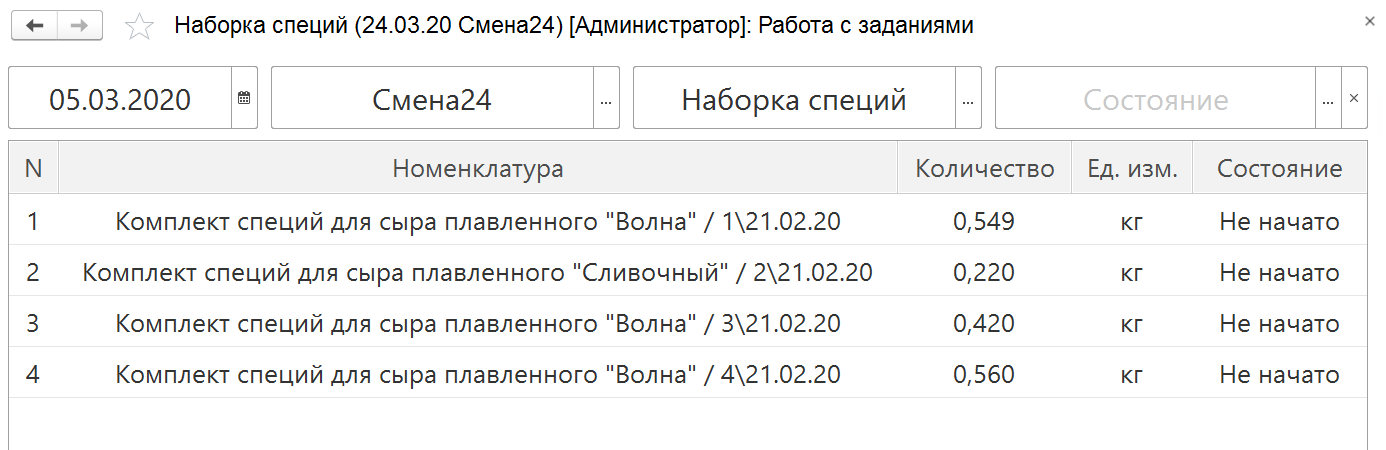 Наборка специй (24.03.20 Смена24) [Администратор]: Работа с заданиями
05.03.2020 Смена24 ... Наборка специй ... Состояние ... ×
N Номенклатура Количество Ед. изм. Состояние
1 Комплект специй для сыра плавленного "Волна" / 1\21.02.20 0,549 кг Не начато
2 Комплект специй для сыра плавленного "Сливочный" / 2\21.02.20 0,220 кг Не начато
3 Комплект специй для сыра плавленного "Волна" / 3\21.02.20 0,420 кг Не начато
4 Комплект специй для сыра плавленного "Волна" / 4\21.02.20 0,560 кг Не начато